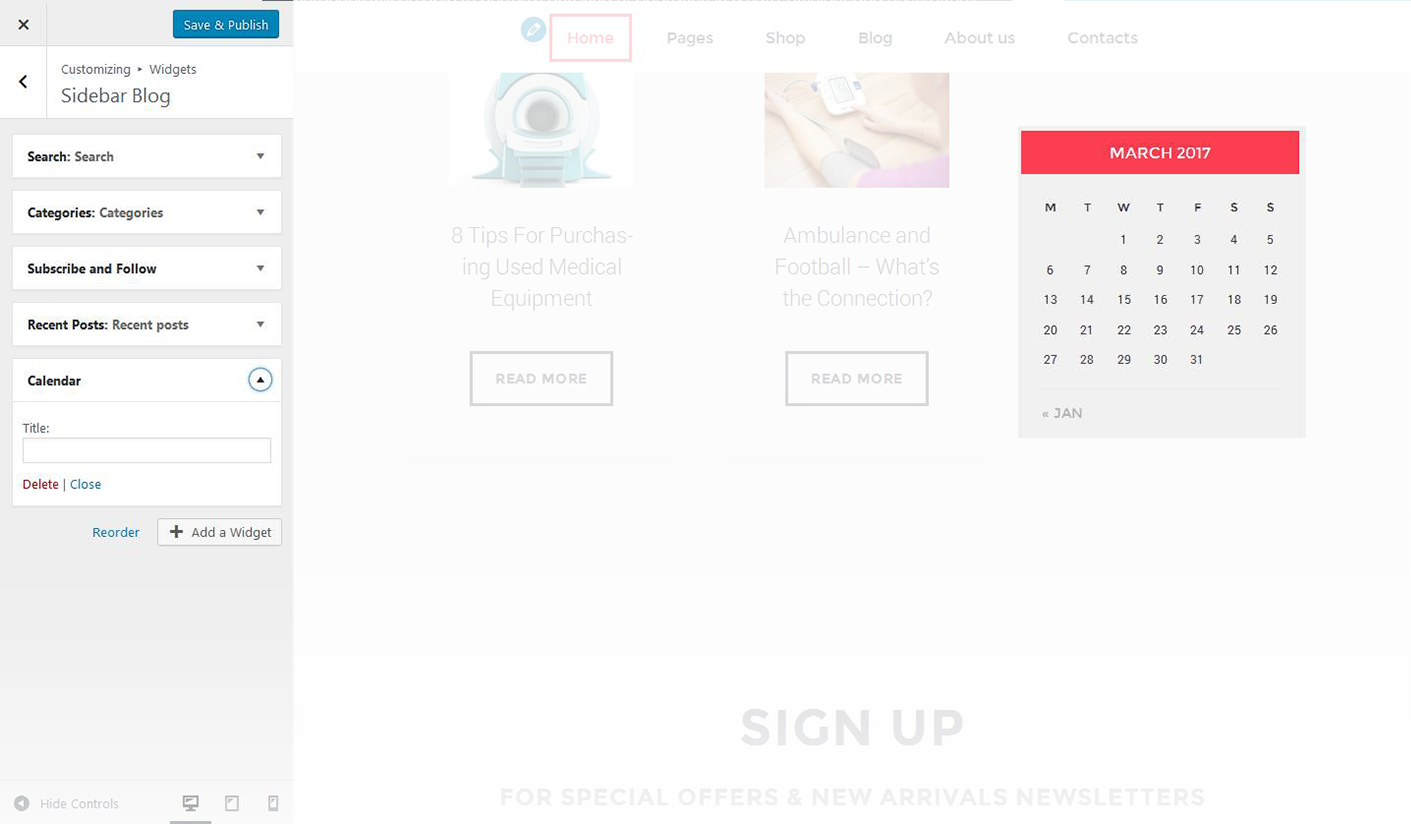 Save & Publish
Customizing ▸ Widgets
Sidebar Blog
Search: Search
Categories: Categories
Subscribe and Follow
Recent Posts: Recent posts
Calendar
Title:
Delete | Close
Reorder
Add a Widget
Hide Controls
Home Pages Shop Blog About us Contacts
8 Tips For Purchas-
ing Used Medical
Equipment
READ MORE
Ambulance and
Football – What's
the Connection?
READ MORE
MARCH 2017
M T W T F S S
1 2 3 4 5
6 7 8 9 10 11 12
13 14 15 16 17 18 19
20 21 22 23 24 25 26
27 28 29 30 31
« JAN
SIGN UP
FOR SPECIAL OFFERS & NEW ARRIVALS NEWSLETTERS